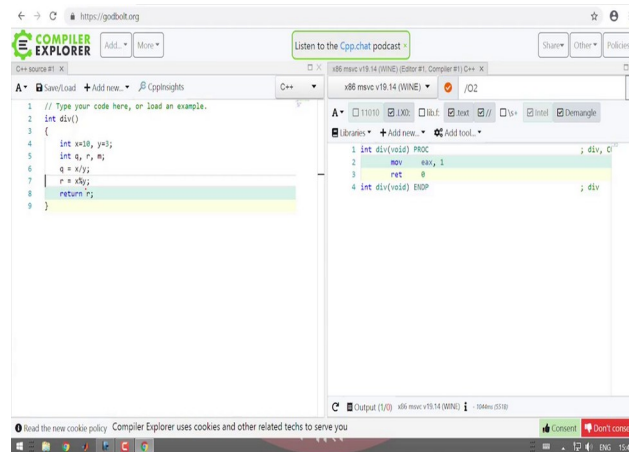 https://godbolt.org
COMPILER EXPLORER
Add...
More
Listen to the Cpp.chat podcast ×
Share
Other
Policies
C++ source #1 X
A
Save/Load
+ Add new...
CppInsights
C++
1 // Type your code here, or load an example.
2 int div()
3 {
4 int x=10, y=3;
5 int q, r, m;
6 q = x/y;
7 r = x%y;
8 return r;
9 }
x86 msvc v19.14 (WINE) (Editor #1, Compiler #1) C++ X
x86 msvc v19.14 (WINE)
/O2
A
11010
.LX0:
lib.f:
.text
//
\s+
Intel
Demangle
Libraries
+ Add new...
Add tool...
1 int div(void) PROC ; div, CO
2 mov eax, 1
3 ret 0
4 int div(void) ENDP ; div
Output (1/0) x86 msvc v19.14 (WINE) i - 1044ms (551B)
Read the new cookie policy Compiler Explorer uses cookies and other related techs to serve you
Consent
Don't conse
ENG 15:4